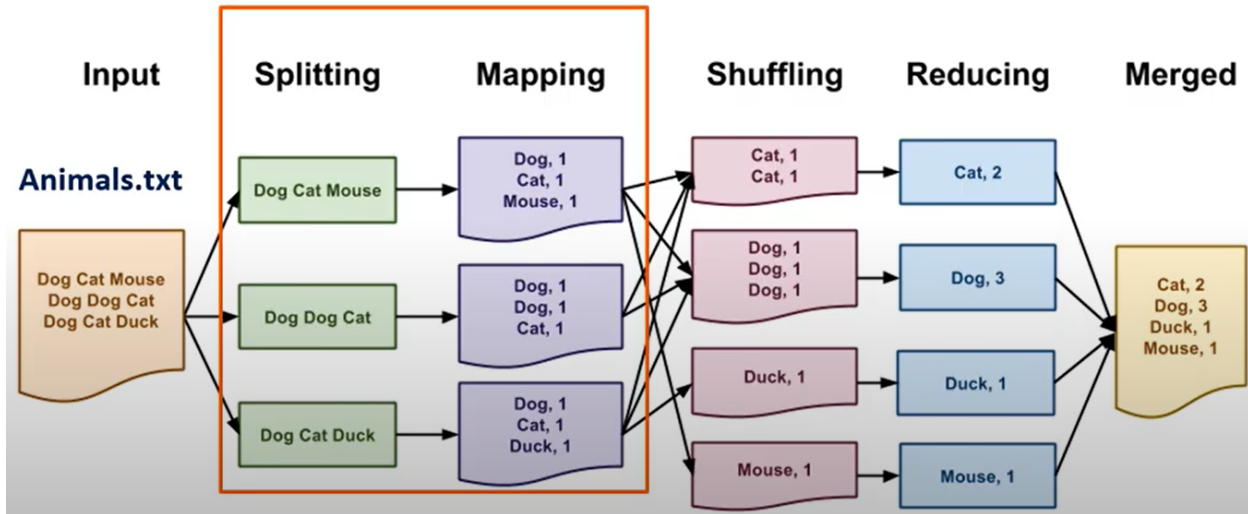 Input
Splitting
Mapping
Shuffling
Reducing
Merged
Animals.txt
Dog Cat Mouse
Dog Dog Cat
Dog Cat Duck
Dog Cat Mouse
Dog Dog Cat
Dog Cat Duck
Dog, 1
Cat, 1
Mouse, 1
Dog, 1
Dog, 1
Cat, 1
Dog, 1
Cat, 1
Duck, 1
Cat, 1
Cat, 1
Dog, 1
Dog, 1
Dog, 1
Duck, 1
Mouse, 1
Cat, 2
Dog, 3
Duck, 1
Mouse, 1
Cat, 2
Dog, 3
Duck, 1
Mouse, 1